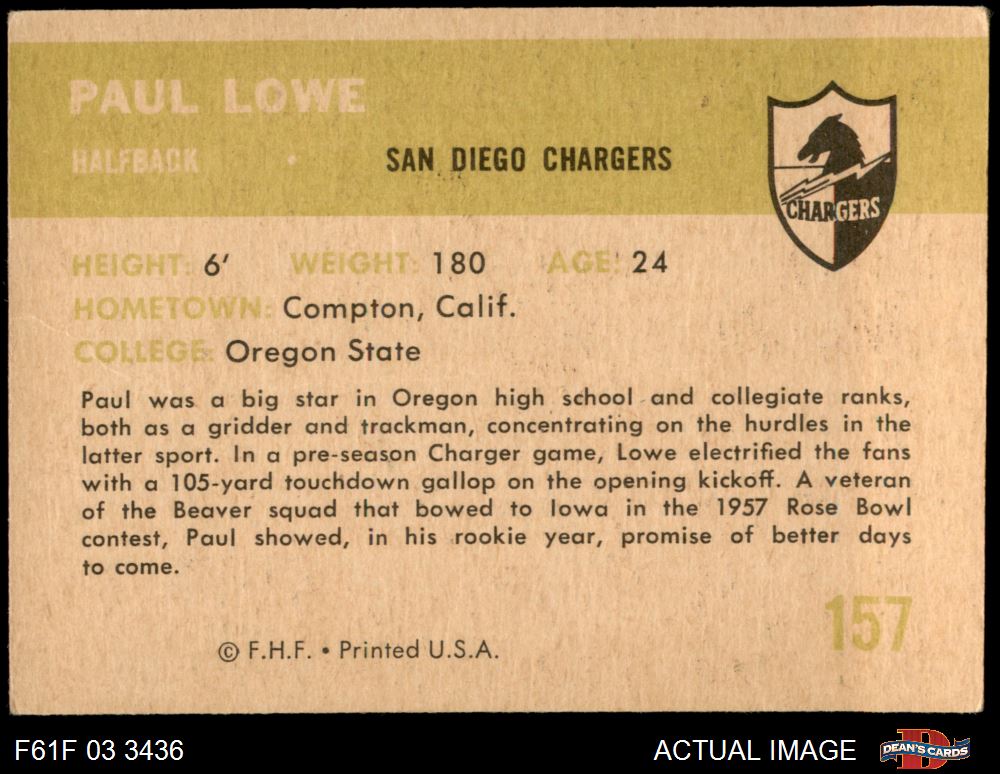 PAUL LOWE
HALFBACK • SAN DIEGO CHARGERS
CHARGERS
HEIGHT: 6' WEIGHT: 180 AGE: 24
HOMETOWN: Compton, Calif.
COLLEGE: Oregon State
Paul was a big star in Oregon high school and collegiate ranks,
both as a gridder and trackman, concentrating on the hurdles in the
latter sport. In a pre-season Charger game, Lowe electrified the fans
with a 105-yard touchdown gallop on the opening kickoff. A veteran
of the Beaver squad that bowed to Iowa in the 1957 Rose Bowl
contest, Paul showed, in his rookie year, promise of better days
to come.
157
© F.H.F. • Printed U.S.A.
F61F 03 3436 ACTUAL IMAGE DEAN'S CARDS